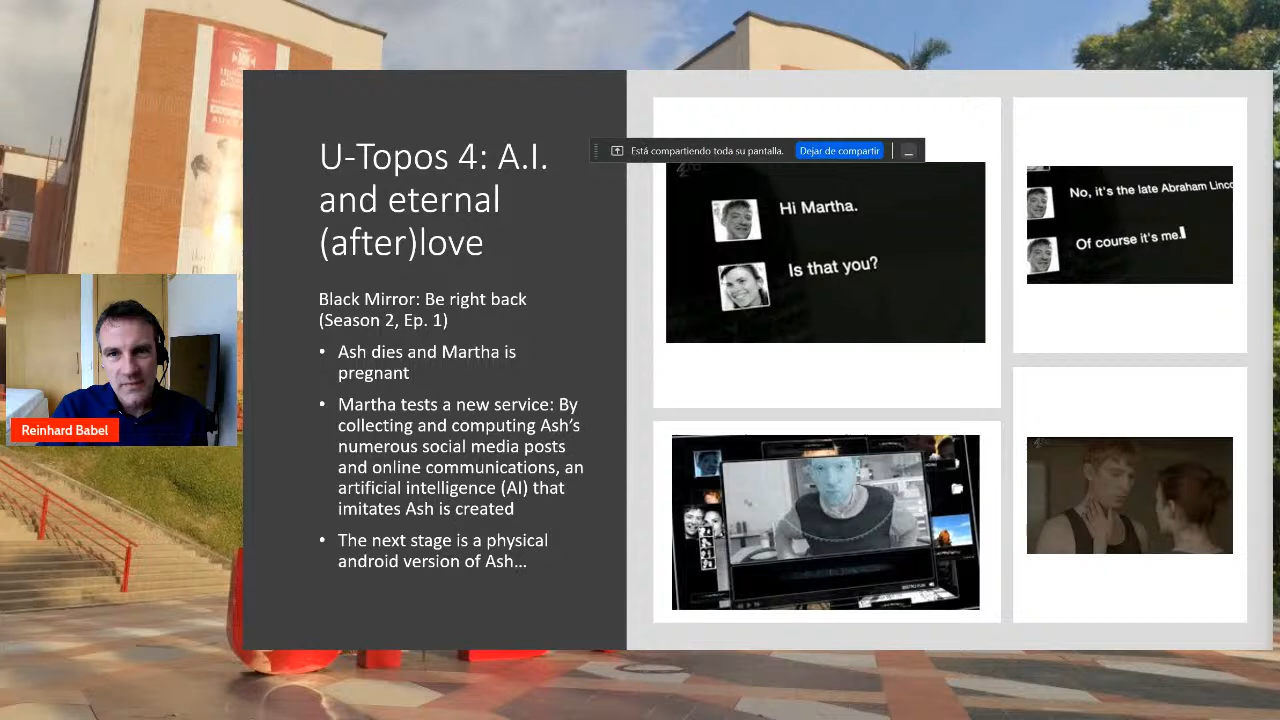 U-Topos 4: A.I.
and eternal
(after)love
Black Mirror: Be right back
(Season 2, Ep. 1)
• Ash dies and Martha is
pregnant
• Martha tests a new service: By
collecting and computing Ash's
numerous social media posts
and online communications, an
artificial intelligence (AI) that
imitates Ash is created
• The next stage is a physical
android version of Ash…
Está compartiendo toda su pantalla.
Dejar de compartir
Hi Martha.
Is that you?
No, it's the late Abraham Linco
Of course it's me.
Reinhard Babel